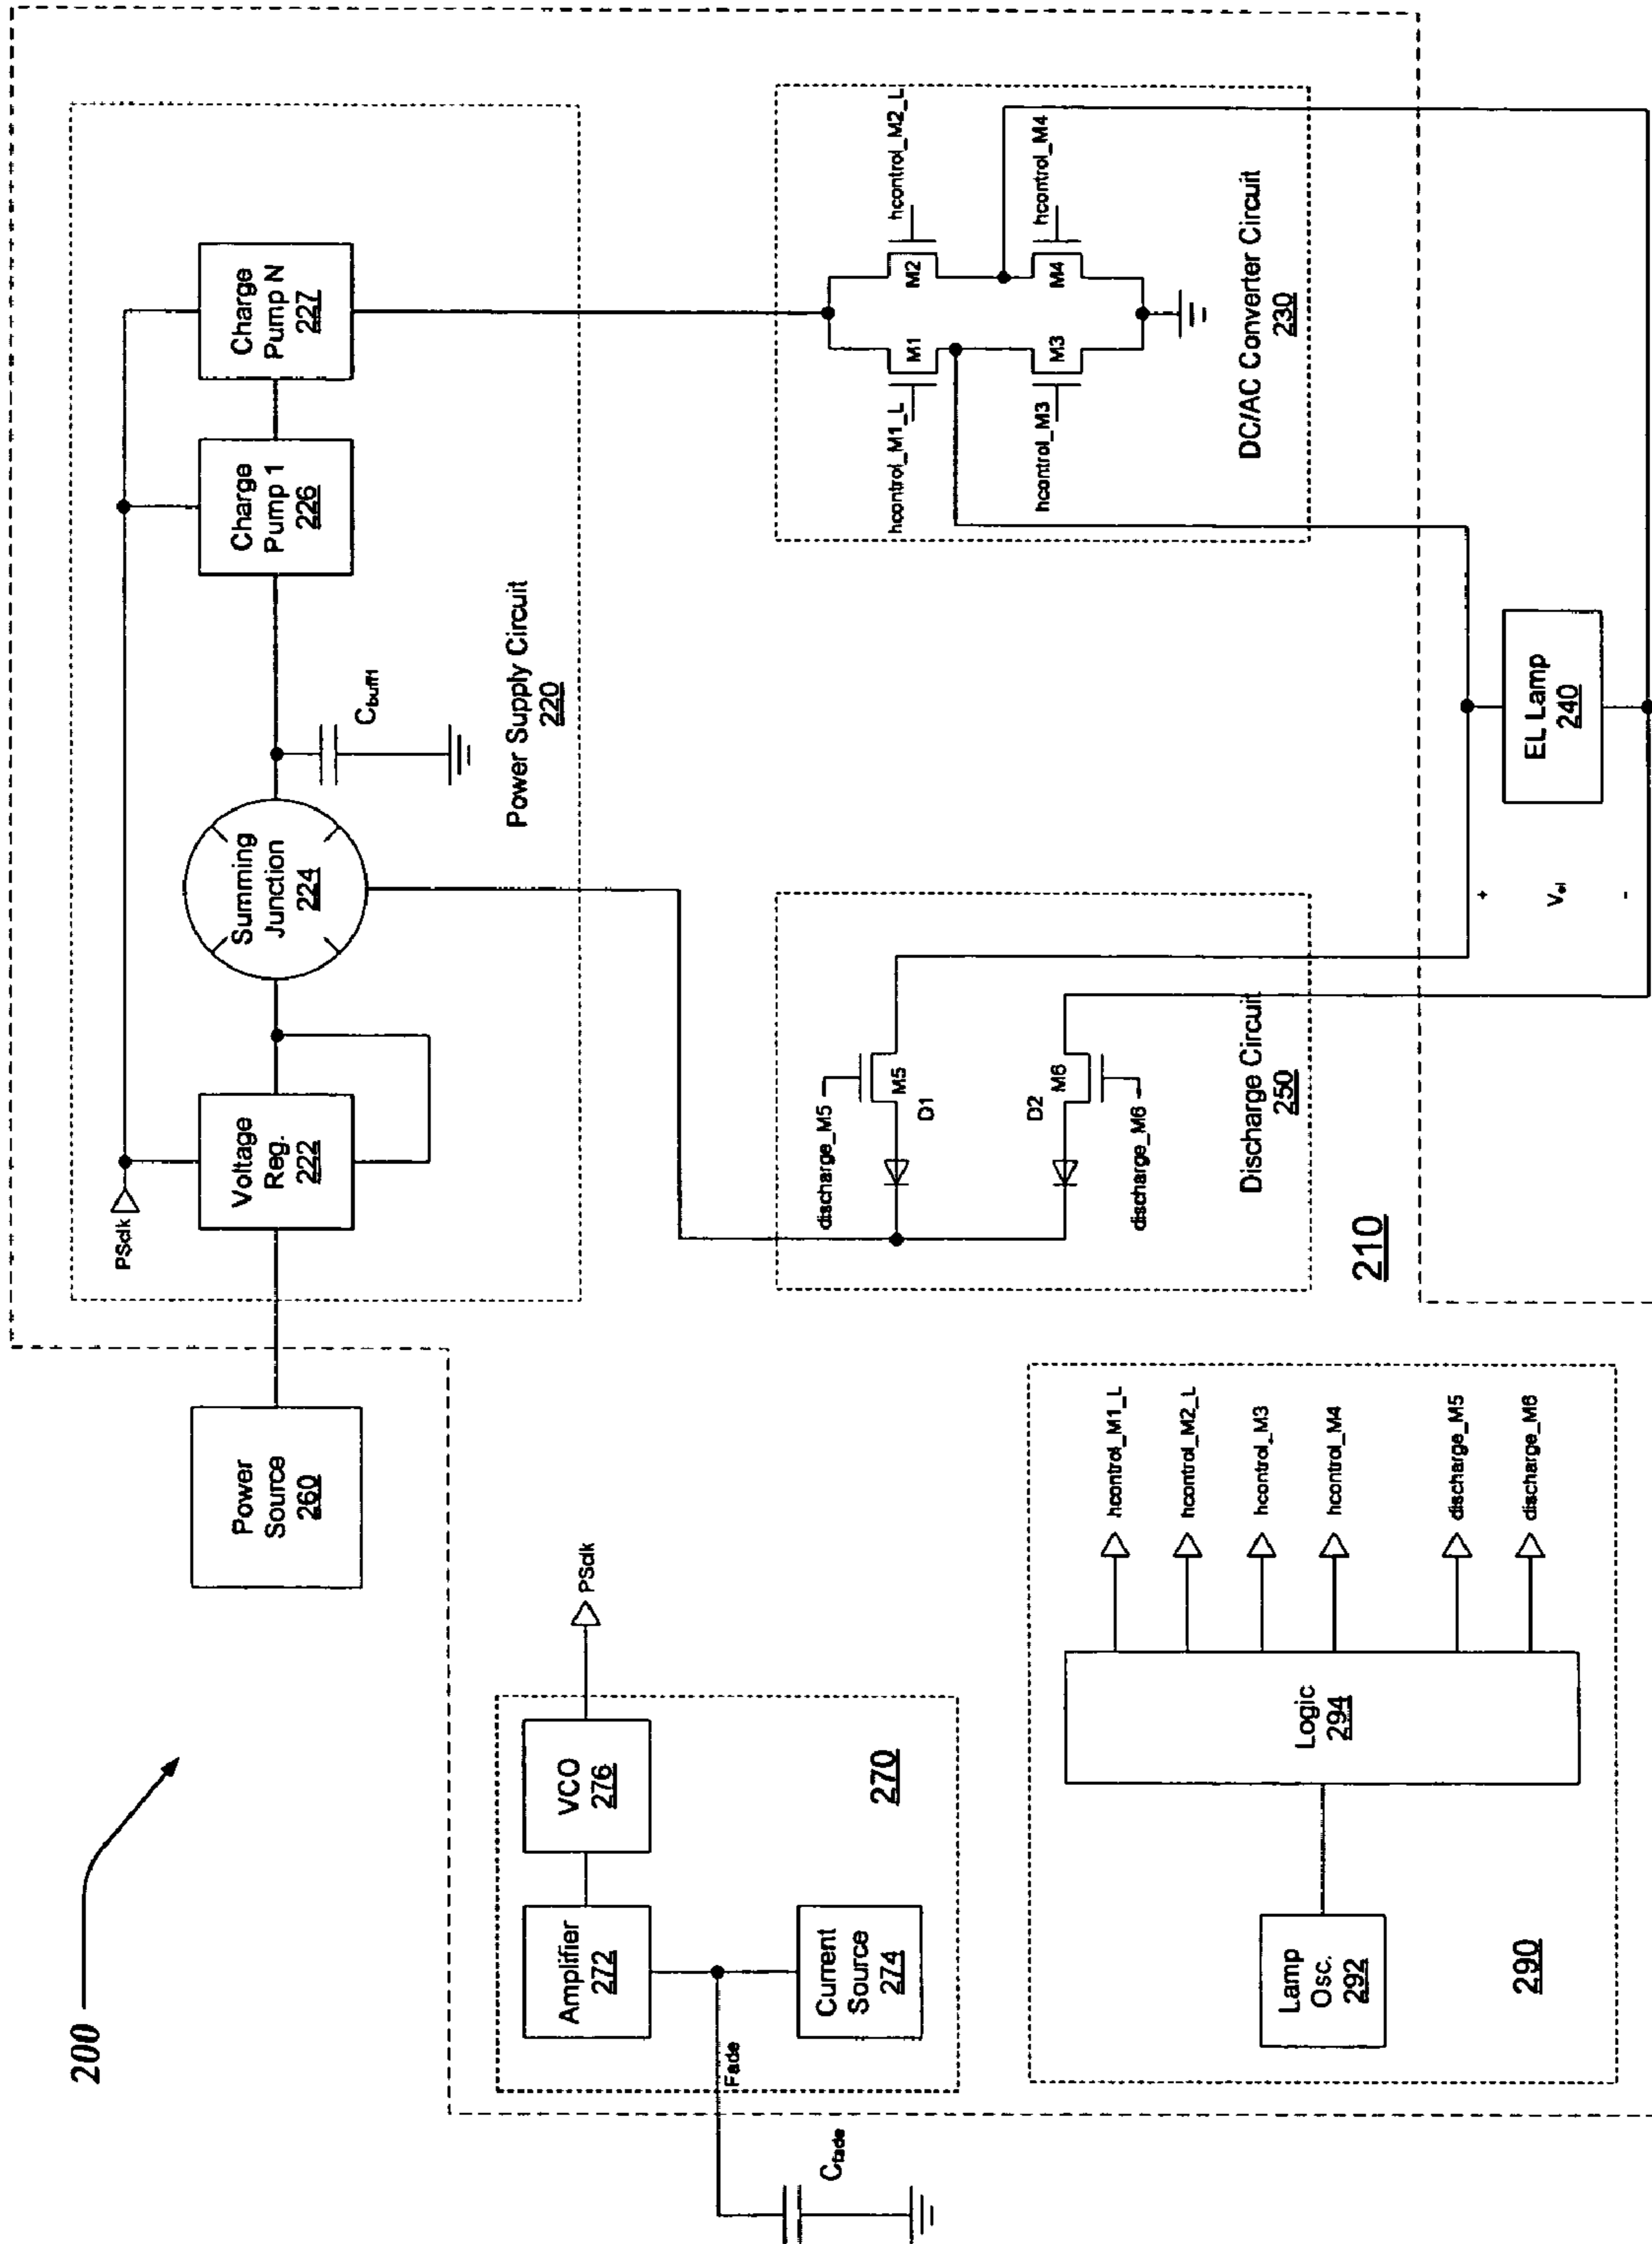 200
Power
Source
260
PSclk
Voltage
Reg.
222
Summing
Junction
224
Cbuff1
Charge
Pump 1
226
Charge
Pump N
227
Power Supply Circuit
220
Amplifier
272
VCO
276
PSclk
Current
Source
274
Fade
Cfade
270
discharge_M5
M5
D1
D2
M6
discharge_M6
Discharge Circuit
250
hcontrol_M1_L
M1
M2
hcontrol_M2_L
hcontrol_M3
M3
M4
hcontrol_M4
DC/AC Converter Circuit
230
210
Lamp
Osc.
292
Logic
294
hcontrol_M1_L
hcontrol_M2_L
hcontrol_M3
hcontrol_M4
discharge_M5
discharge_M6
290
+
Vel
-
EL Lamp
240